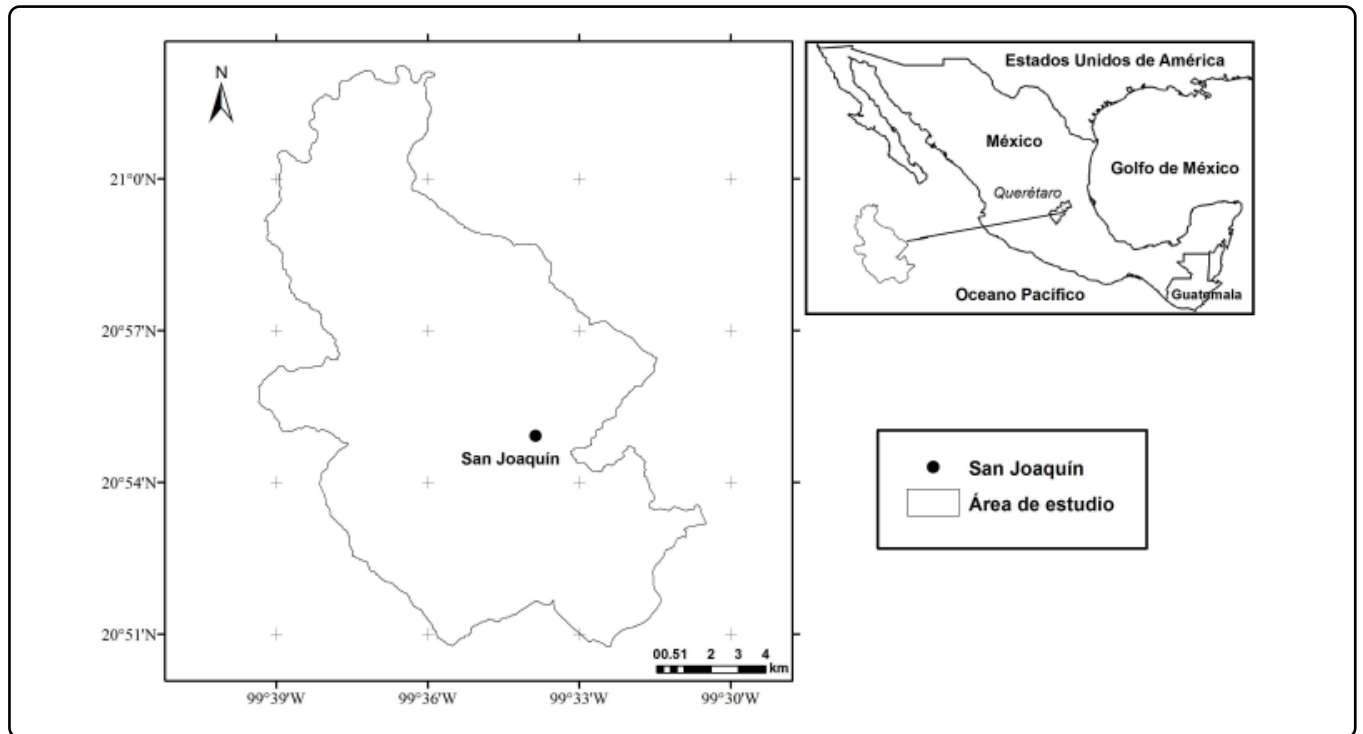 N
21°0'N
20°57'N
20°54'N
20°51'N
San Joaquín
00.51 2 3 4
km
99°39'W 99°36'W 99°33'W 99°30'W
Estados Unidos de América
México
Golfo de México
Querétaro
Oceano Pacífico
Guatemala
San Joaquín
Área de estudio